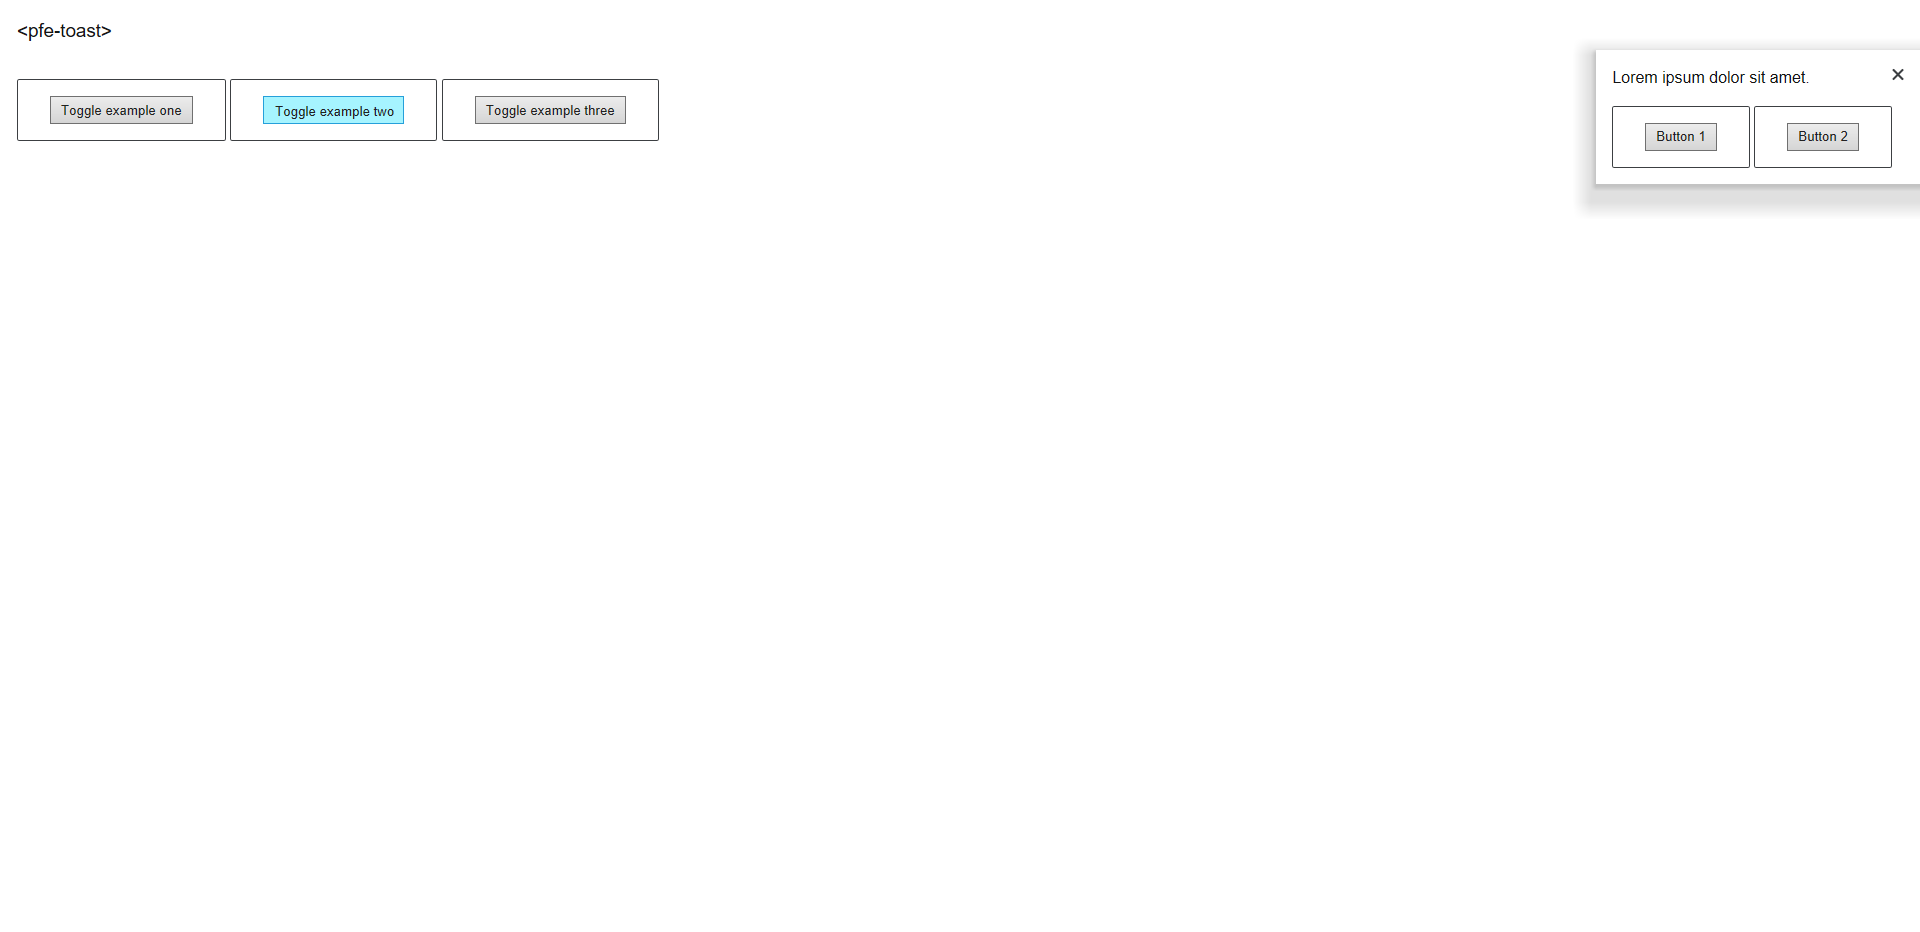 <pfe-toast>
Toggle example one
Toggle example two
Toggle example three
Lorem ipsum dolor sit amet.
Button 1
Button 2